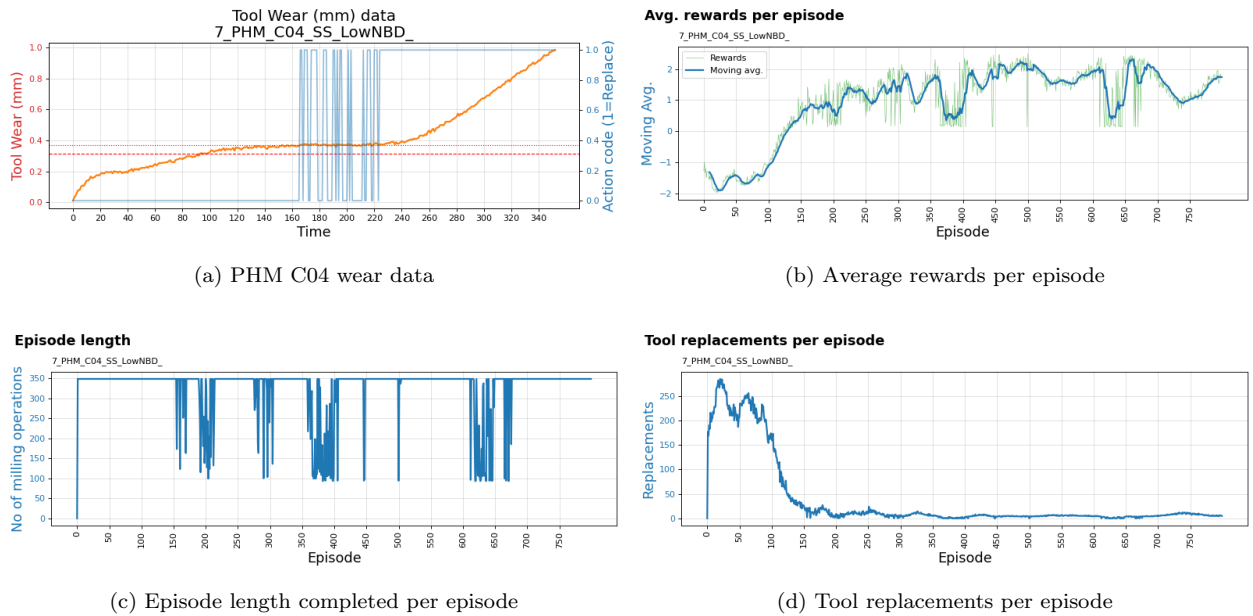 Tool Wear (mm) data
7_PHM_C04_SS_LowNBD_
Tool Wear (mm)
1.0
0.8
0.6
0.4
0.2
0.0
1.0
0.8
0.6
0.4
0.2
0.0
Action code (1=Replace)
0 20 40 60 80 100 120 140 160 180 200 220 240 260 280 300 320 340
Time
(a) PHM C04 wear data
Avg. rewards per episode
7_PHM_C04_SS_LowNBD_
Rewards
Moving avg.
Moving Avg.
2
1
0
−1
−2
0 50 100 150 200 250 300 350 400 450 500 550 600 650 700 750
Episode
(b) Average rewards per episode
Episode length
7_PHM_C04_SS_LowNBD_
No of milling operations
350
300
250
200
150
100
50
0
0 50 100 150 200 250 300 350 400 450 500 550 600 650 700 750
Episode
(c) Episode length completed per episode
Tool replacements per episode
7_PHM_C04_SS_LowNBD_
Replacements
250
200
150
100
50
0
0 50 100 150 200 250 300 350 400 450 500 550 600 650 700 750
Episode
(d) Tool replacements per episode